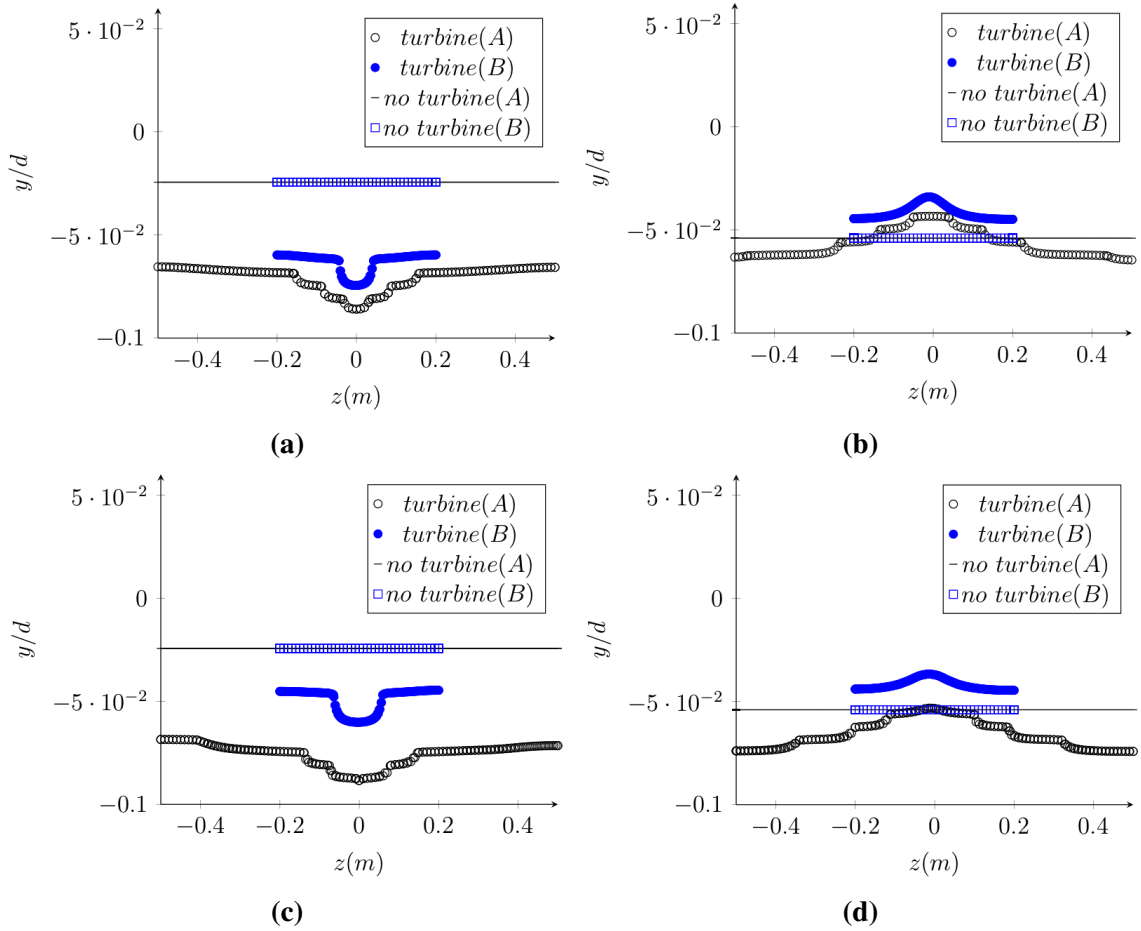 5 · 10⁻²
0
−5 · 10⁻²
−0.1
y/d
turbine(A)
turbine(B)
no turbine(A)
no turbine(B)
−0.4
−0.2
0
0.2
0.4
z(m)
(a)
5 · 10⁻²
0
−5 · 10⁻²
−0.1
y/d
turbine(A)
turbine(B)
no turbine(A)
no turbine(B)
−0.4
−0.2
0
0.2
0.4
z(m)
(b)
5 · 10⁻²
0
−5 · 10⁻²
−0.1
y/d
turbine(A)
turbine(B)
no turbine(A)
no turbine(B)
−0.4
−0.2
0
0.2
0.4
z(m)
(c)
5 · 10⁻²
0
−5 · 10⁻²
−0.1
y/d
turbine(A)
turbine(B)
no turbine(A)
no turbine(B)
−0.4
−0.2
0
0.2
0.4
z(m)
(d)